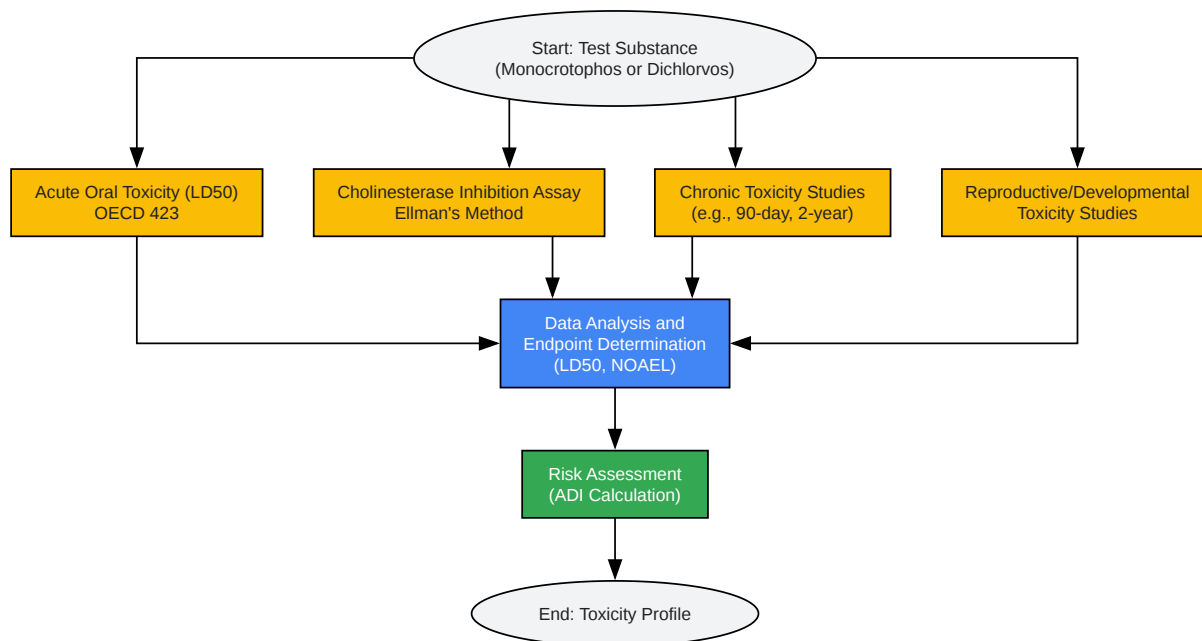 Start: Test Substance
(Monocrotophos or Dichlorvos)
Acute Oral Toxicity (LD50)
OECD 423
Cholinesterase Inhibition Assay
Ellman's Method
Chronic Toxicity Studies
(e.g., 90-day, 2-year)
Reproductive/Developmental
Toxicity Studies
Data Analysis and
Endpoint Determination
(LD50, NOAEL)
Risk Assessment
(ADI Calculation)
End: Toxicity Profile